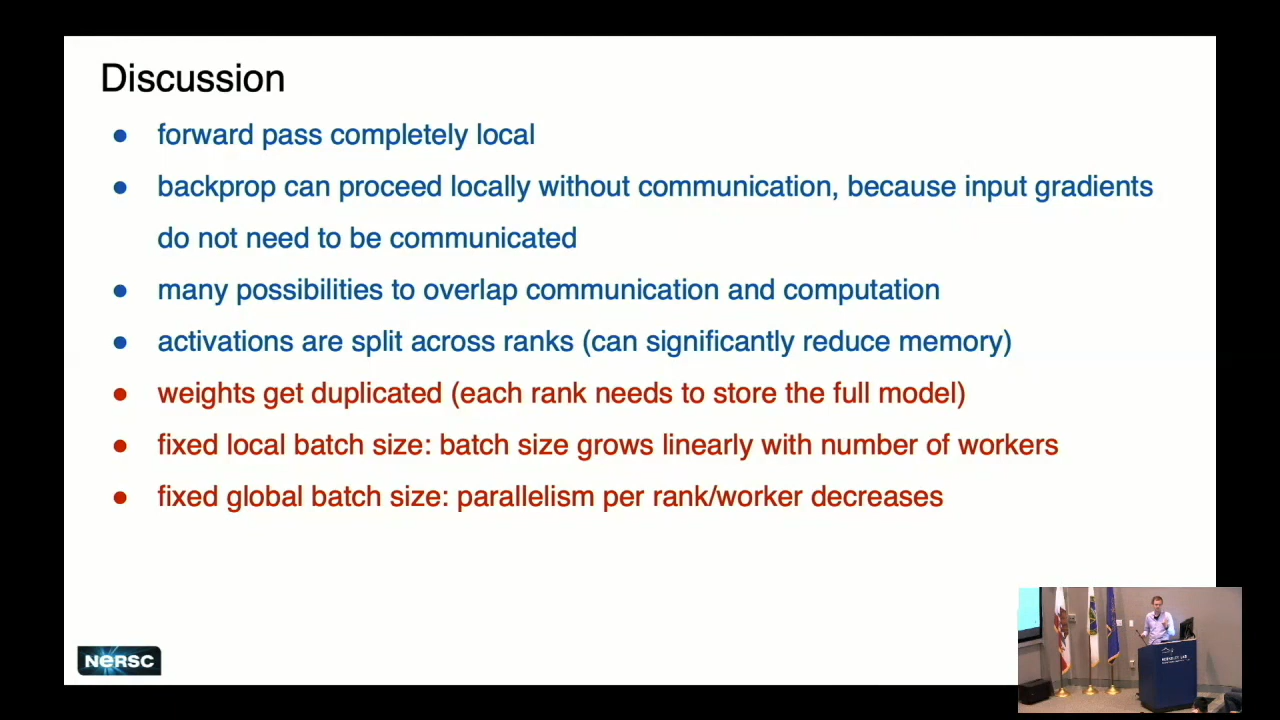 Discussion
● forward pass completely local
● backprop can proceed locally without communication, because input gradients
do not need to be communicated
● many possibilities to overlap communication and computation
● activations are split across ranks (can significantly reduce memory)
● weights get duplicated (each rank needs to store the full model)
● fixed local batch size: batch size grows linearly with number of workers
● fixed global batch size: parallelism per rank/worker decreases
NERSC
BERKELEY LAB